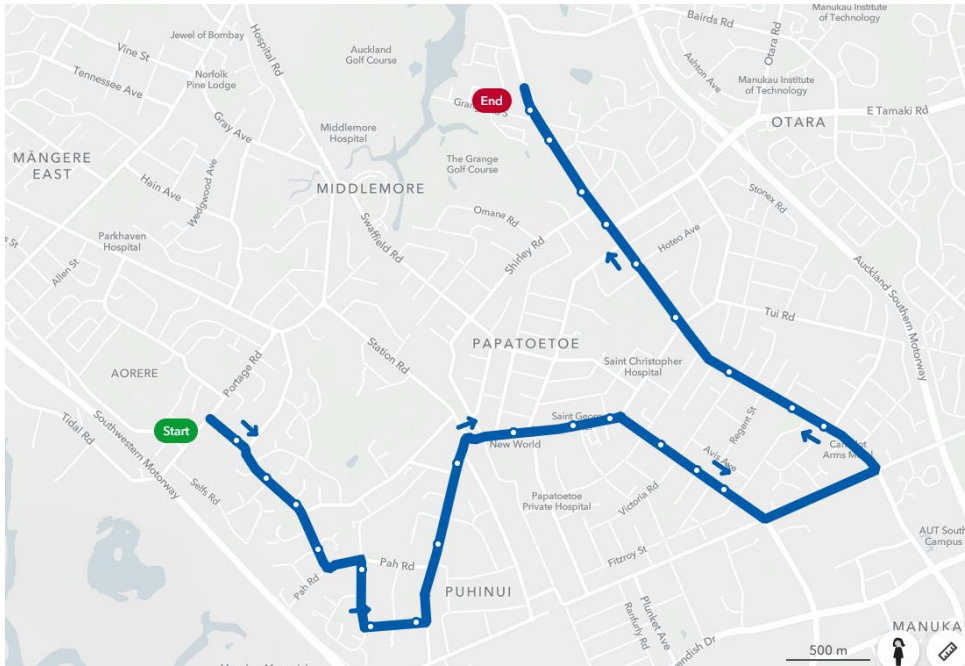 Bairds Rd
Manukau Institute
of Technology
Jewel of Bombay
Vine St
Hospital Rd
Auckland
Golf Course
Otara Rd
Ashton Ave
Norfolk
Pine Lodge
Tennessee Ave
Manukau Institute
of Technology
End
E Tamaki Rd
Gray Ave
OTARA
Middlemore
Hospital
MĀNGERE
EAST
The Grange
Golf Course
Hain Ave
Wedgwood Ave
MIDDLEMORE
Stonex Rd
Omana Rd
Swaffield Rd
Parkhaven
Hospital
Shirley Rd
Hoteo Ave
Allen St
Auckland Southern Motorway
Tui Rd
PAPATOETOE
Station Rd
Saint Christopher
Hospital
Portage Rd
AORERE
Start
Saint Georg
Regent St
Tidal Rd
Southwestern Motorway
New World
Avis Ave
Arms M
Selfs Rd
Papatoetoe
Private Hospital
Victoria Rd
AUT South
Campus
Fitzroy St
Pah Rd
Pah Rd
PUHINUI
Plunket Ave
Ranfurly Rd
MANUKA
endish Dr
500 m